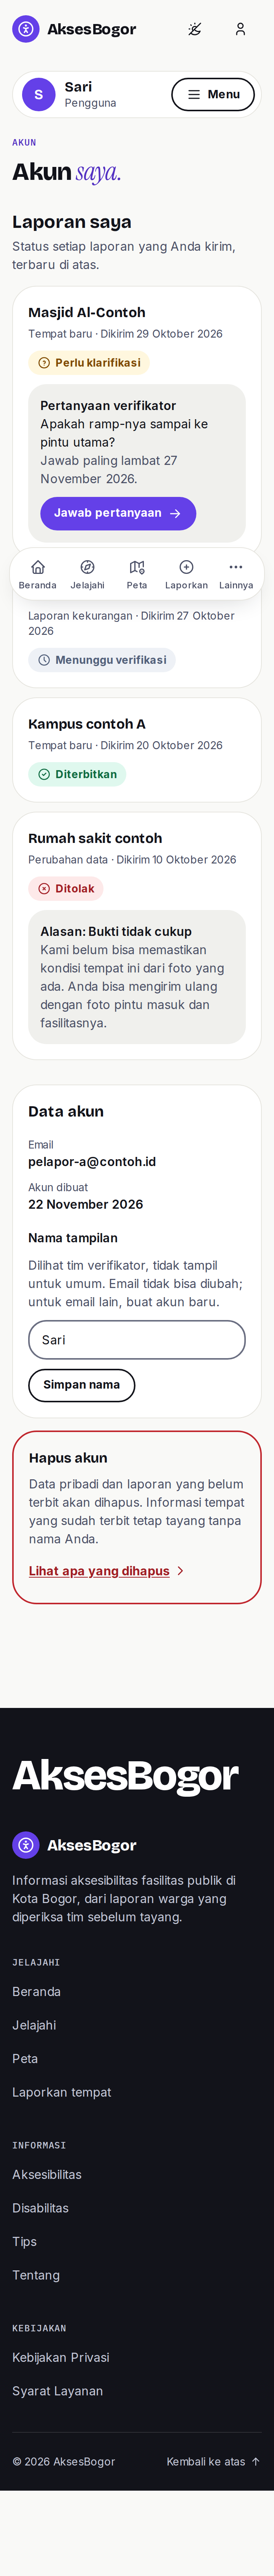 AksesBogor
S
Sari
Pengguna
Menu
AKUN
Akun saya.
Laporan saya
Status setiap laporan yang Anda kirim,
terbaru di atas.
Masjid Al-Contoh
Tempat baru · Dikirim 29 Oktober 2026
Perlu klarifikasi
Pertanyaan verifikator
Apakah ramp-nya sampai ke
pintu utama?
Jawab paling lambat 27
November 2026.
Jawab pertanyaan →
Beranda
Jelajahi
Peta
Laporkan
Lainnya
Laporan kekurangan · Dikirim 27 Oktober
2026
Menunggu verifikasi
Kampus contoh A
Tempat baru · Dikirim 20 Oktober 2026
Diterbitkan
Rumah sakit contoh
Perubahan data · Dikirim 10 Oktober 2026
Ditolak
Alasan: Bukti tidak cukup
Kami belum bisa memastikan
kondisi tempat ini dari foto yang
ada. Anda bisa mengirim ulang
dengan foto pintu masuk dan
fasilitasnya.
Data akun
Email
pelapor-a@contoh.id
Akun dibuat
22 November 2026
Nama tampilan
Dilihat tim verifikator, tidak tampil
untuk umum. Email tidak bisa diubah;
untuk email lain, buat akun baru.
Sari
Simpan nama
Hapus akun
Data pribadi dan laporan yang belum
terbit akan dihapus. Informasi tempat
yang sudah terbit tetap tayang tanpa
nama Anda.
Lihat apa yang dihapus
AksesBogor
AksesBogor
Informasi aksesibilitas fasilitas publik di
Kota Bogor, dari laporan warga yang
diperiksa tim sebelum tayang.
JELAJAHI
Beranda
Jelajahi
Peta
Laporkan tempat
INFORMASI
Aksesibilitas
Disabilitas
Tips
Tentang
KEBIJAKAN
Kebijakan Privasi
Syarat Layanan
© 2026 AksesBogor
Kembali ke atas ↑